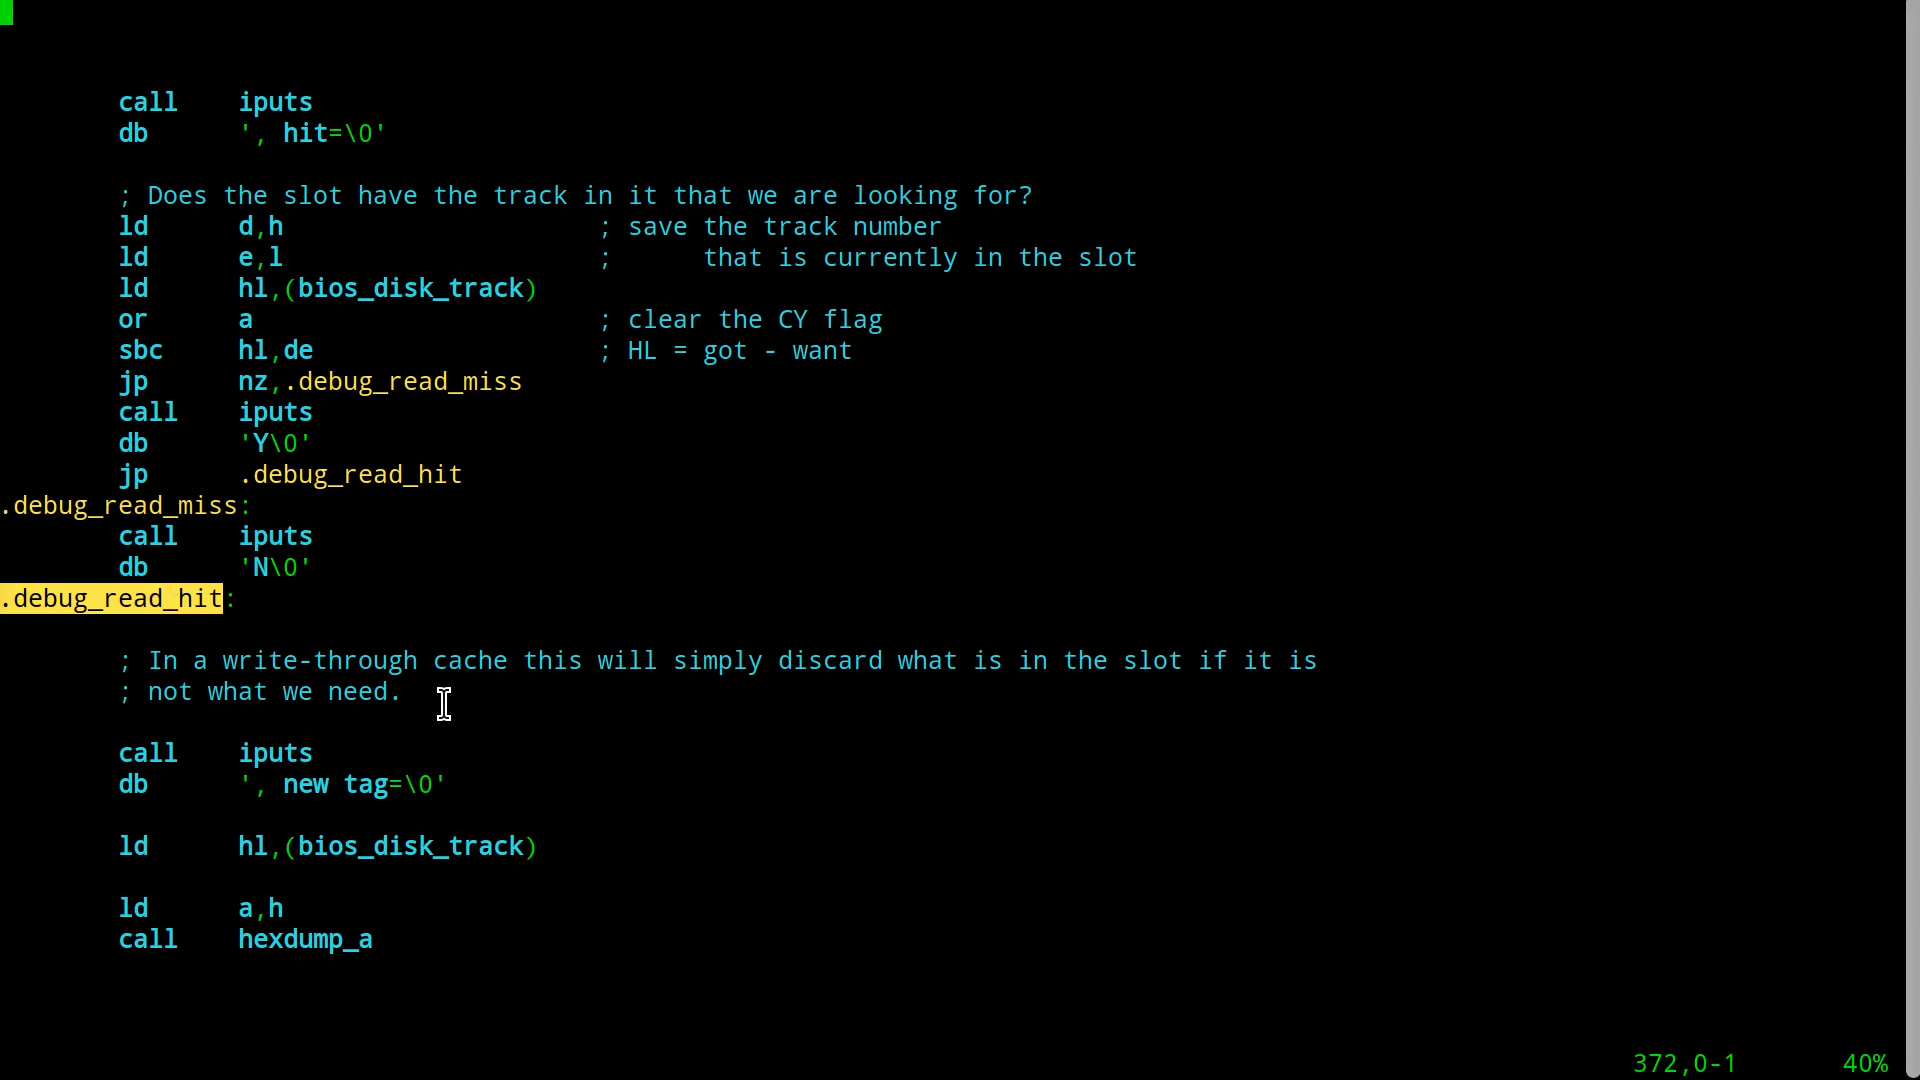 call iputs
db ', hit=\0'
; Does the slot have the track in it that we are looking for?
ld d,h ; save the track number
ld e,l ; that is currently in the slot
ld hl,(bios_disk_track)
or a ; clear the CY flag
sbc hl,de ; HL = got - want
jp nz,.debug_read_miss
call iputs
db 'Y\0'
jp .debug_read_hit
.debug_read_miss:
call iputs
db 'N\0'
.debug_read_hit:
; In a write-through cache this will simply discard what is in the slot if it is
; not what we need.
call iputs
db ', new tag=\0'
ld hl,(bios_disk_track)
ld a,h
call hexdump_a
372,0-1 40%